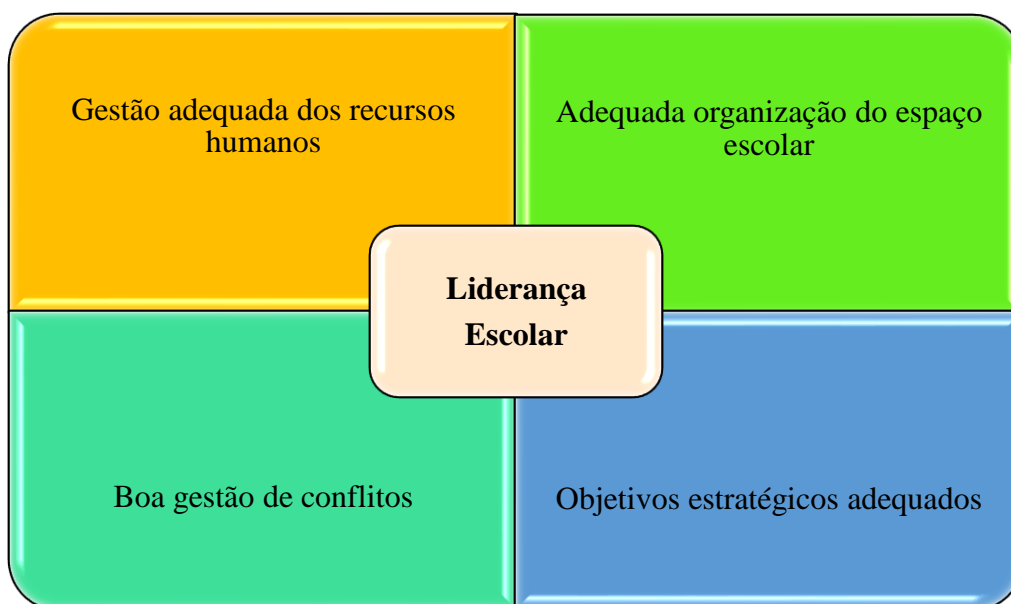 Gestão adequada dos recursos
humanos
Adequada organização do espaço
escolar
Liderança
Escolar
Boa gestão de conflitos
Objetivos estratégicos adequados